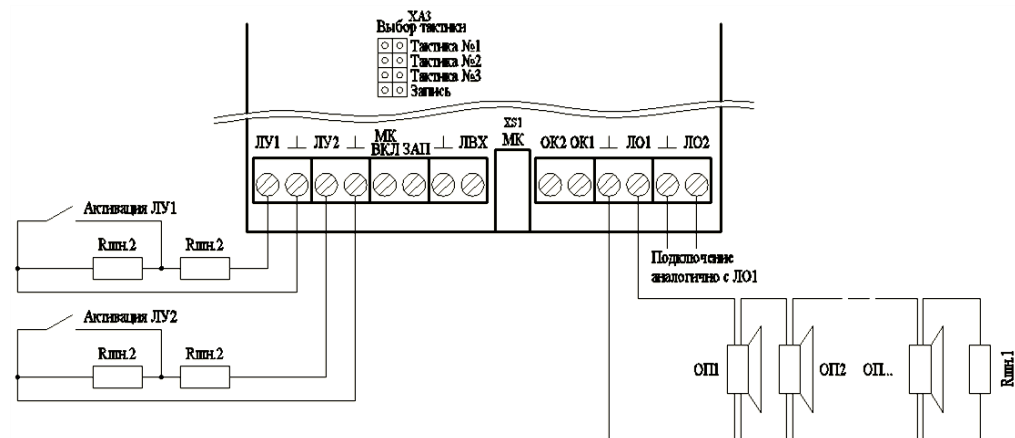 ХА3
Выбор тактики
Тактика №1
Тактика №2
Тактика №3
Запись
XS1
ЛУ1 ⊥ ЛУ2 ⊥ МК ВКЛ ЗАП ⊥ ЛВХ МК ОК2 ОК1 ⊥ ЛО1 ⊥ ЛО2
Активация ЛУ1
Rшн.2 Rшн.2
Подключение
аналогично с ЛО1
Активация ЛУ2
Rшн.2 Rшн.2
ОП1 ОП2 ОП... Rшн.1